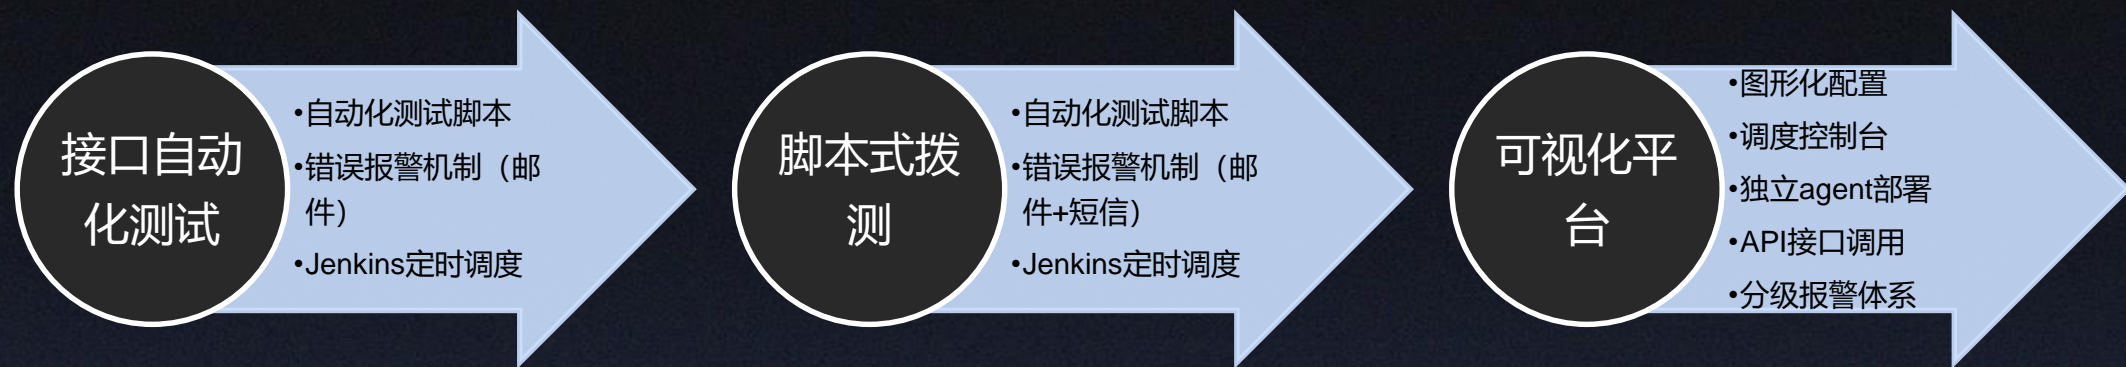 接口自动
化测试
•自动化测试脚本
•错误报警机制（邮
件）
•Jenkins定时调度
脚本式拨
测
•自动化测试脚本
•错误报警机制（邮
件+短信）
•Jenkins定时调度
可视化平
台
•图形化配置
•调度控制台
•独立agent部署
•API接口调用
•分级报警体系